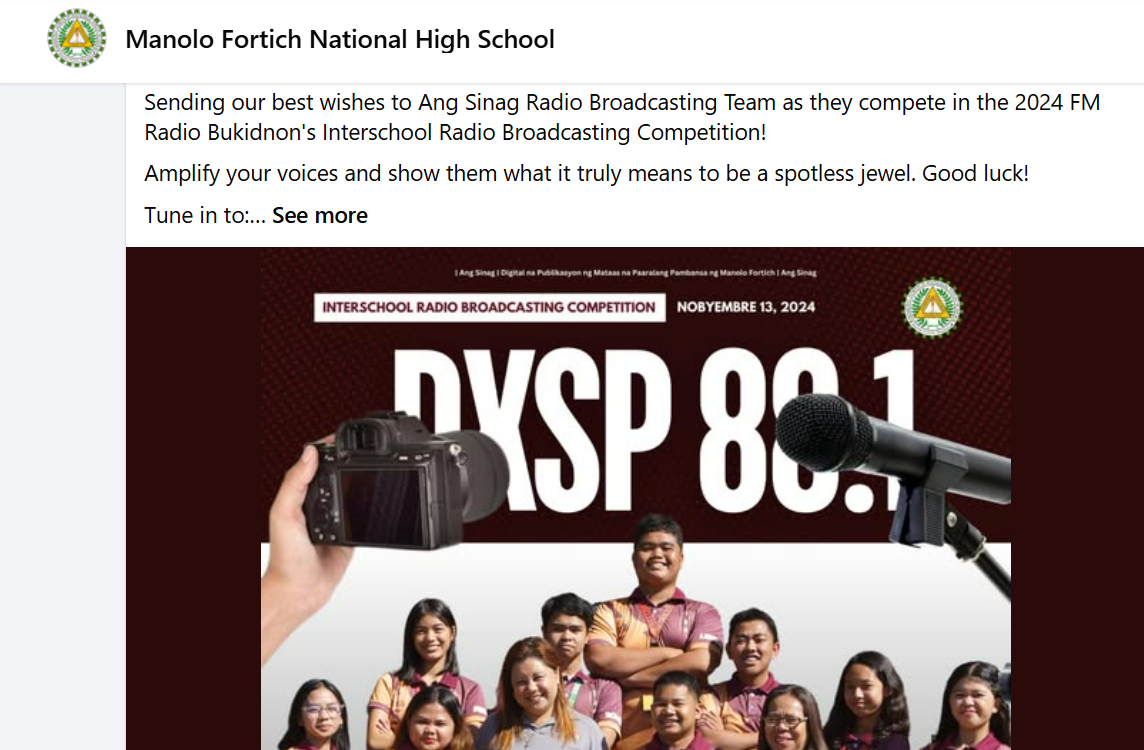 Manolo Fortich National High School
Sending our best wishes to Ang Sinag Radio Broadcasting Team as they compete in the 2024 FM
Radio Bukidnon's Interschool Radio Broadcasting Competition!
Amplify your voices and show them what it truly means to be a spotless jewel. Good luck!
Tune in to:... See more
| Ang Sinag | Digital na Publikasyon ng Mataas na Paaralang Pambansa ng Manolo Fortich | Ang Sinag
INTERSCHOOL RADIO BROADCASTING COMPETITION NOBYEMBRE 13, 2024
DXSP 88.1